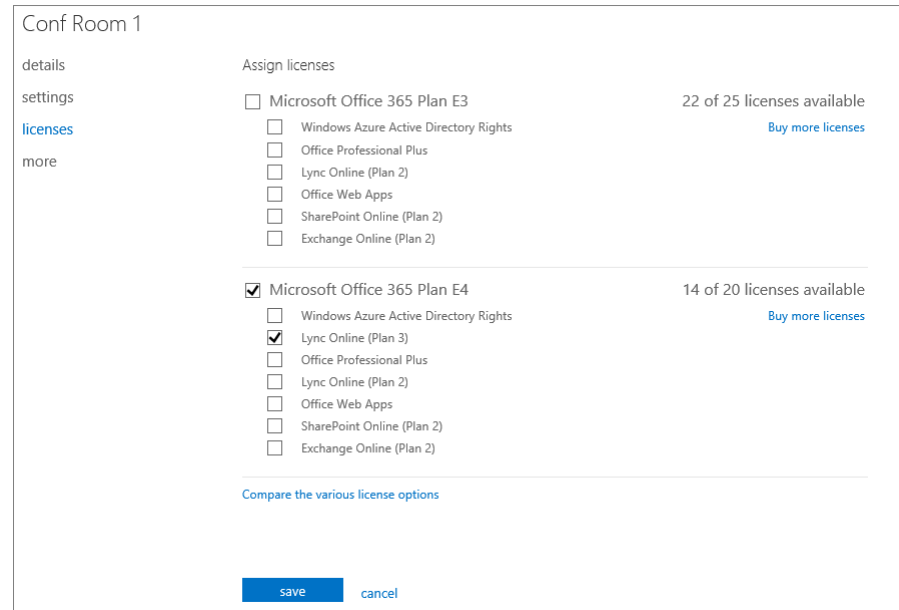 Conf Room 1
details
settings
licenses
more
Assign licenses
Microsoft Office 365 Plan E3
22 of 25 licenses available
Buy more licenses
Windows Azure Active Directory Rights
Office Professional Plus
Lync Online (Plan 2)
Office Web Apps
SharePoint Online (Plan 2)
Exchange Online (Plan 2)
Microsoft Office 365 Plan E4
14 of 20 licenses available
Buy more licenses
Windows Azure Active Directory Rights
Lync Online (Plan 3)
Office Professional Plus
Lync Online (Plan 2)
Office Web Apps
SharePoint Online (Plan 2)
Exchange Online (Plan 2)
Compare the various license options
save
cancel